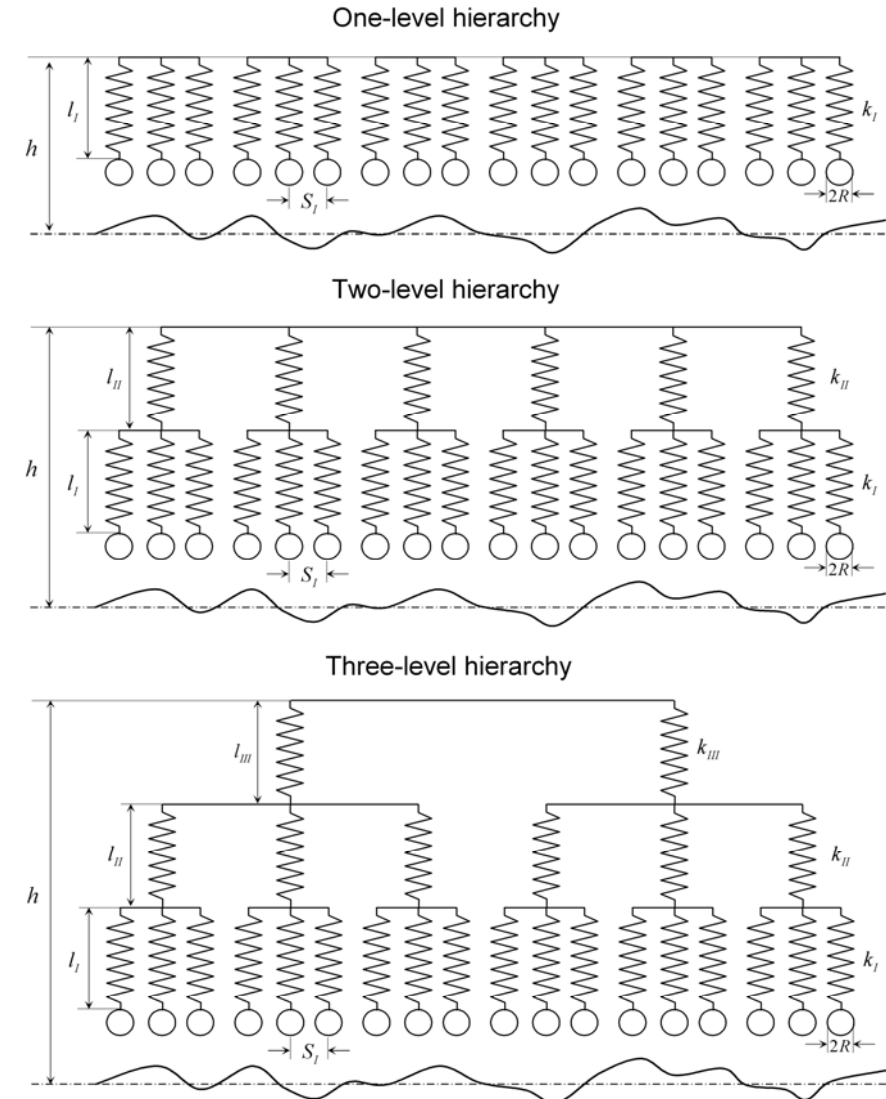 One-level hierarchy
l_I
k_I
h
S_I
2R
Two-level hierarchy
l_II
k_II
h
l_I
k_I
S_I
2R
Three-level hierarchy
l_III
k_III
l_II
k_II
h
l_I
k_I
S_I
2R